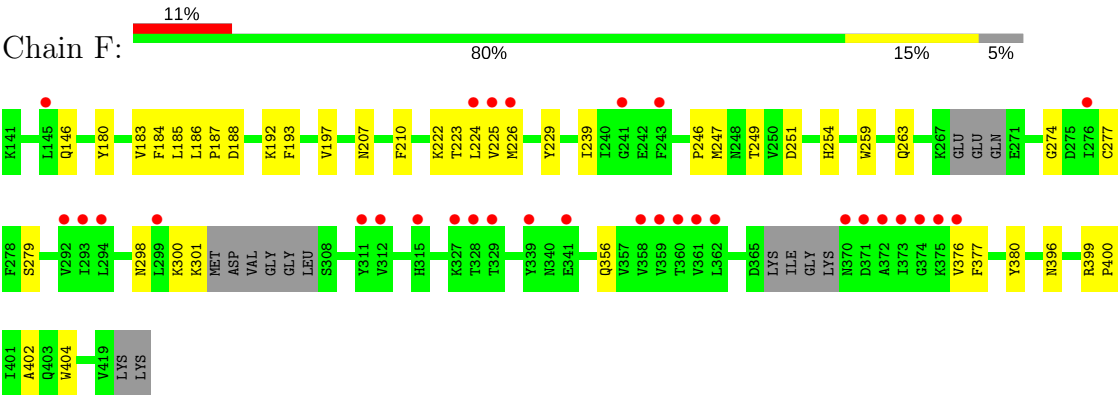 11%
Chain F:
80% 15% 5%
K141 L145 Q146 Y180 V183 F184 L185 L186 P187 D188 K192 F193 V197 N207 F210 K222 T223 L224 V225 M226 Y229 I239 I240 G241 E242 F243 P246 M247 N248 T249 V250 D251 H254 W259 Q263 K267 GLU GLU GLN E271 G274 D275 I276 C277
F278 S279 V292 I293 L294 N298 L299 K300 K301 MET ASP VAL GLY GLY LEU S308 Y311 V312 H315 K327 T328 T329 Y339 N340 E341 Q356 V357 V358 V359 T360 V361 L362 D365 LYS ILE GLY LYS N370 D371 A372 I373 G374 K375 V376 F377 Y380 N396 R399 P400
I401 A402 Q403 W404 V419 LYS LYS